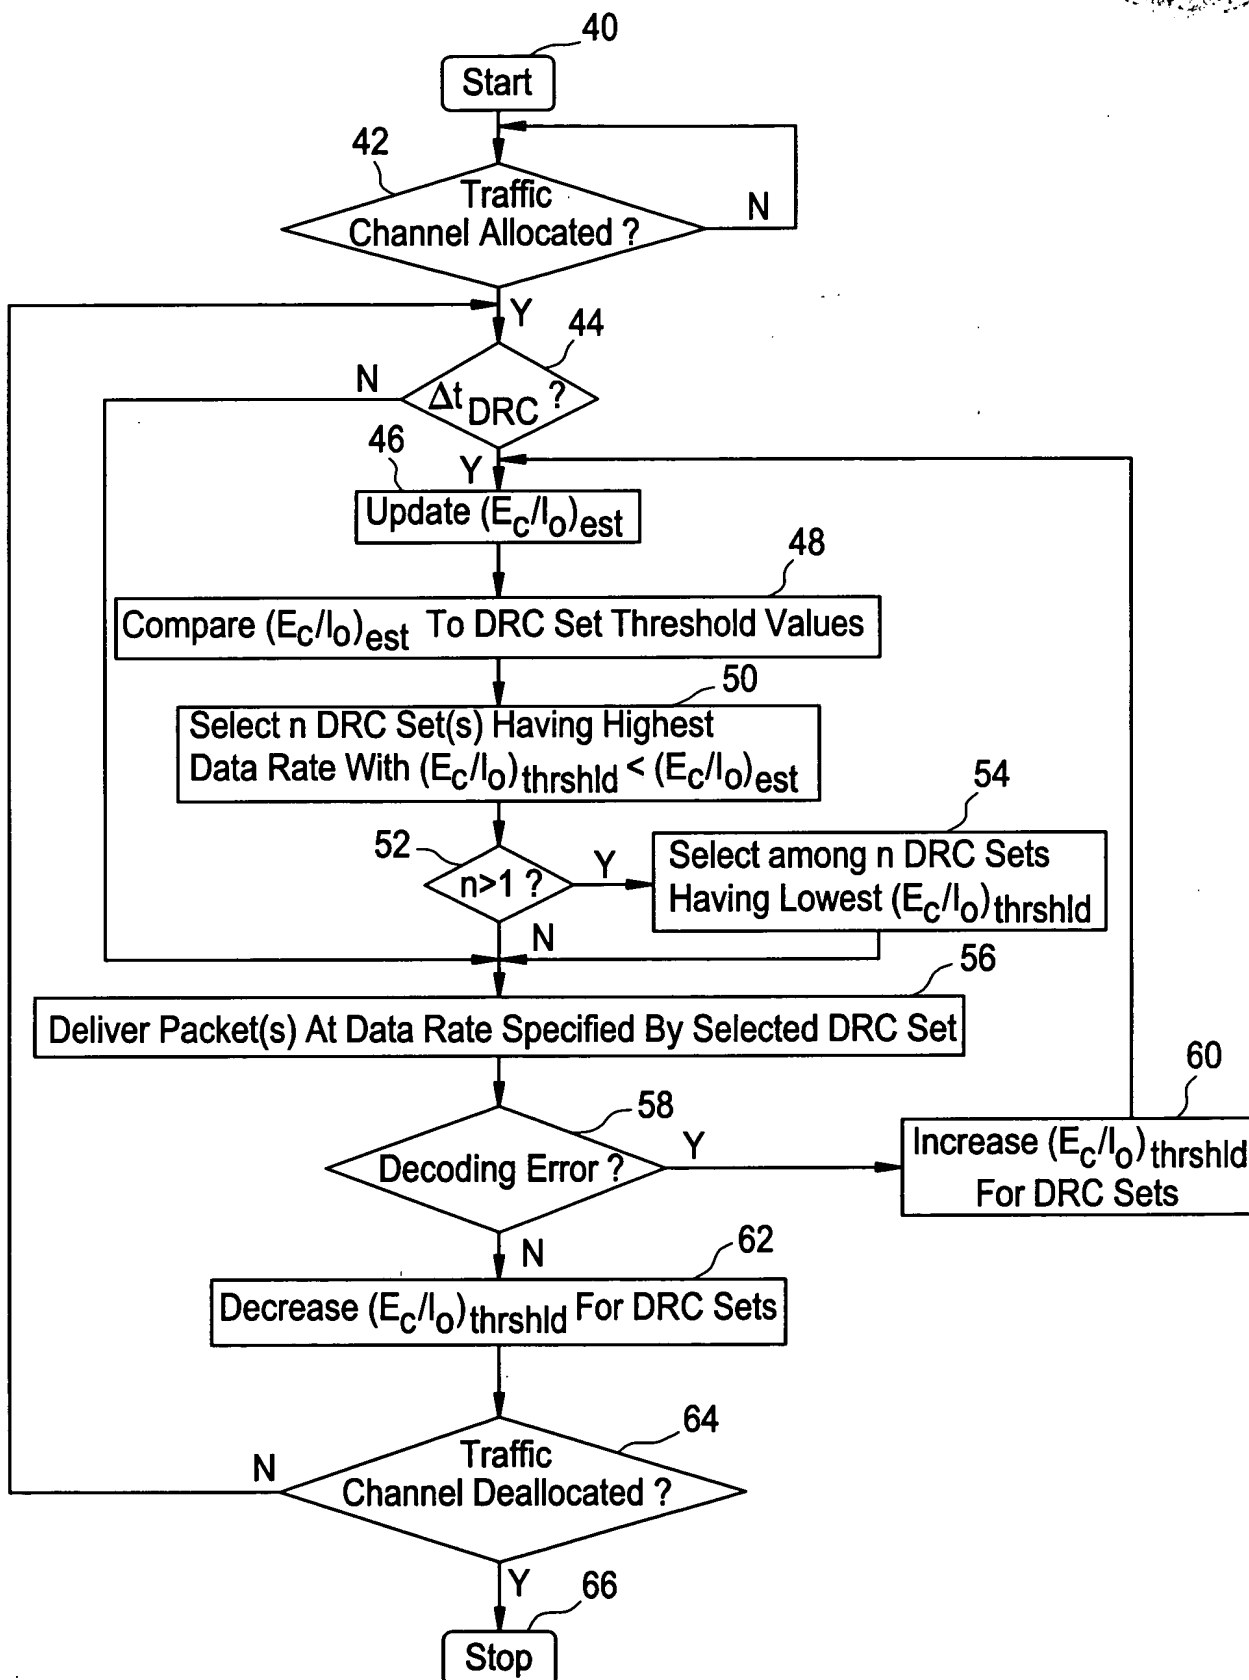 40
Start
42
Traffic
Channel Allocated ?
N
Y
44
N
Δt DRC ?
46
Y
Update (Ec/Io)est
48
Compare (Ec/Io)est To DRC Set Threshold Values
50
Select n DRC Set(s) Having Highest
Data Rate With (Ec/Io)thrshld < (Ec/Io)est
54
52
n>1 ?
Y
Select among n DRC Sets
Having Lowest (Ec/Io)thrshld
N
56
Deliver Packet(s) At Data Rate Specified By Selected DRC Set
58
60
Decoding Error ?
Y
Increase (Ec/Io)thrshld
For DRC Sets
N
62
Decrease (Ec/Io)thrshld For DRC Sets
64
N
Traffic
Channel Deallocated ?
Y
66
Stop